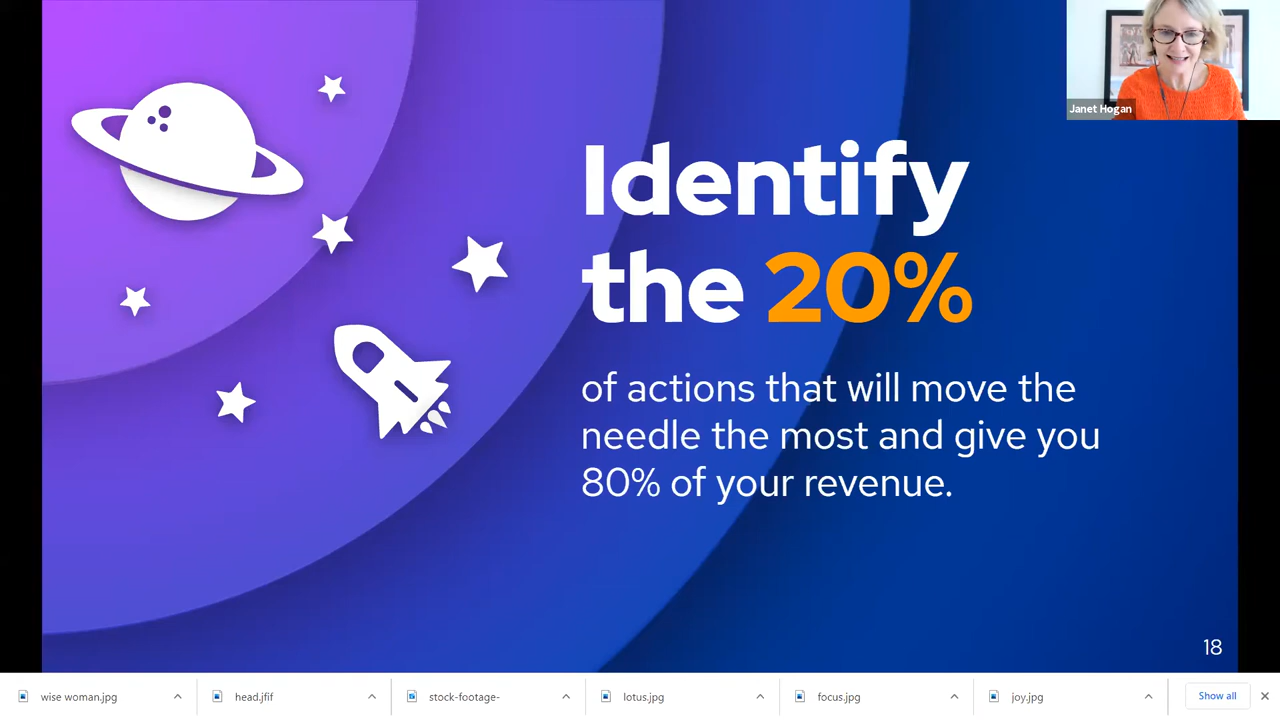 Janet Hogan
Identify
the 20%
of actions that will move the
needle the most and give you
80% of your revenue.
18
wise woman.jpg
head.jfif
stock-footage-
lotus.jpg
focus.jpg
joy.jpg
Show all